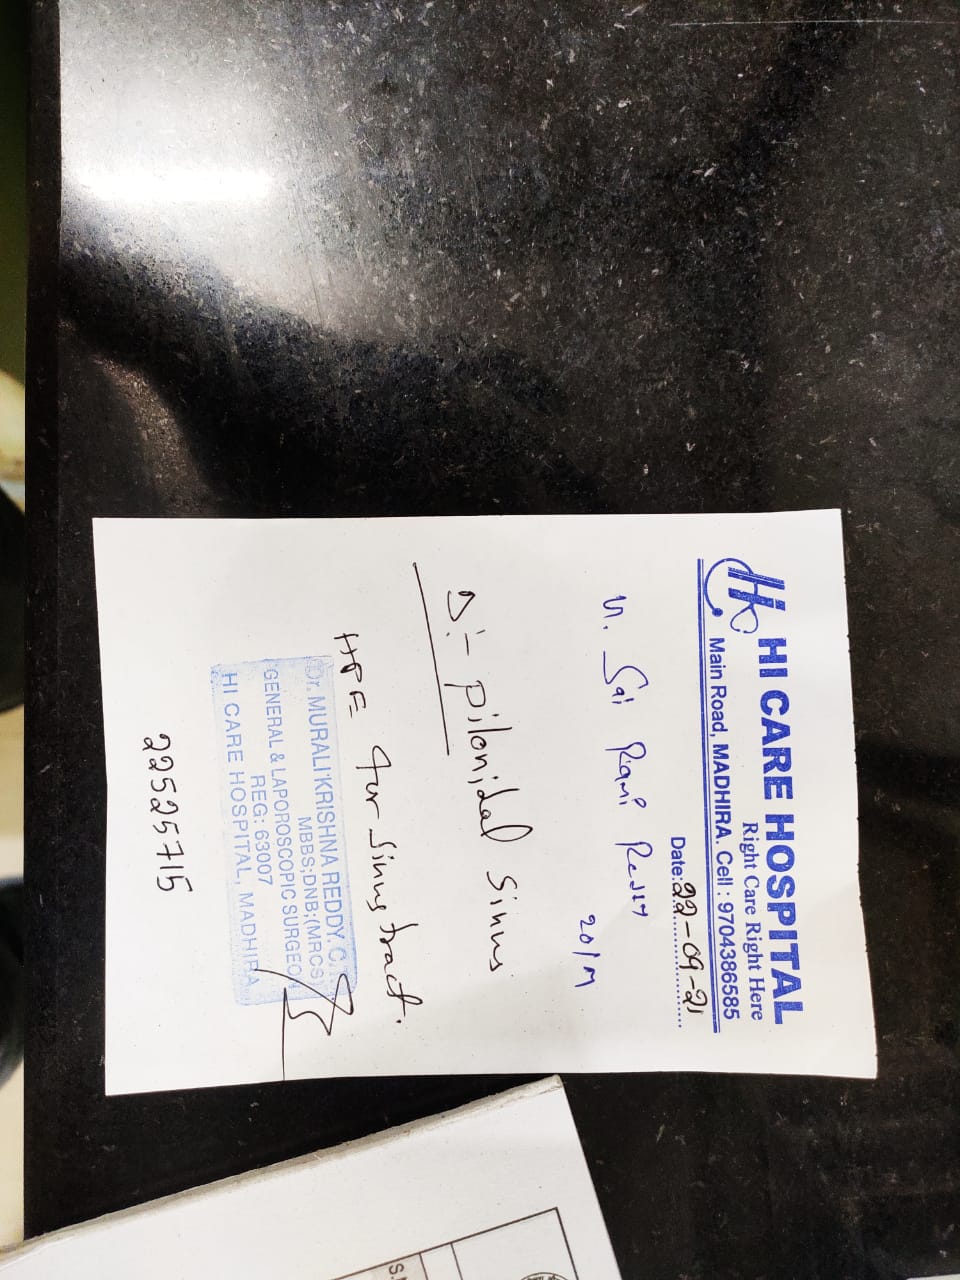 HI CARE HOSPITAL
Right Care Right Here
Main Road, MADHIRA. Cell : 9704386585
Date: 22-09-21
Sai Reddy
20/M
D:- Pilonidal Sinus
HPE for Sinus tract.
Dr. MURALI KRISHNA REDDY. C.
MBBS;DNB;(MRCS)
GENERAL & LAPOROSCOPIC SURGEON
REG: 63007
HI CARE HOSPITAL, MADHIRA
22525715